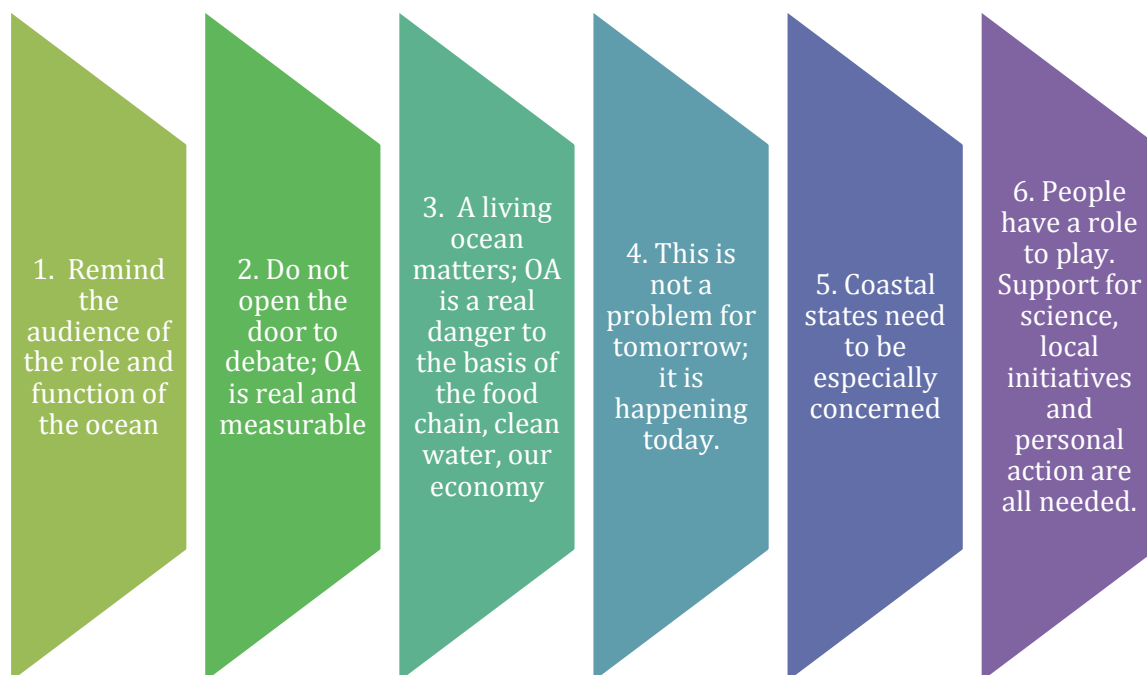 1. Remind
the
audience of
the role and
function of
the ocean
2. Do not
open the
door to
debate; OA
is real and
measurable
3. A living
ocean
matters; OA
is a real
danger to
the basis of
the food
chain, clean
water, our
economy
4. This is
not a
problem for
tomorrow;
it is
happening
today.
5. Coastal
states need
to be
especially
concerned
6. People
have a role
to play.
Support for
science,
local
initiatives
and
personal
action are
all needed.